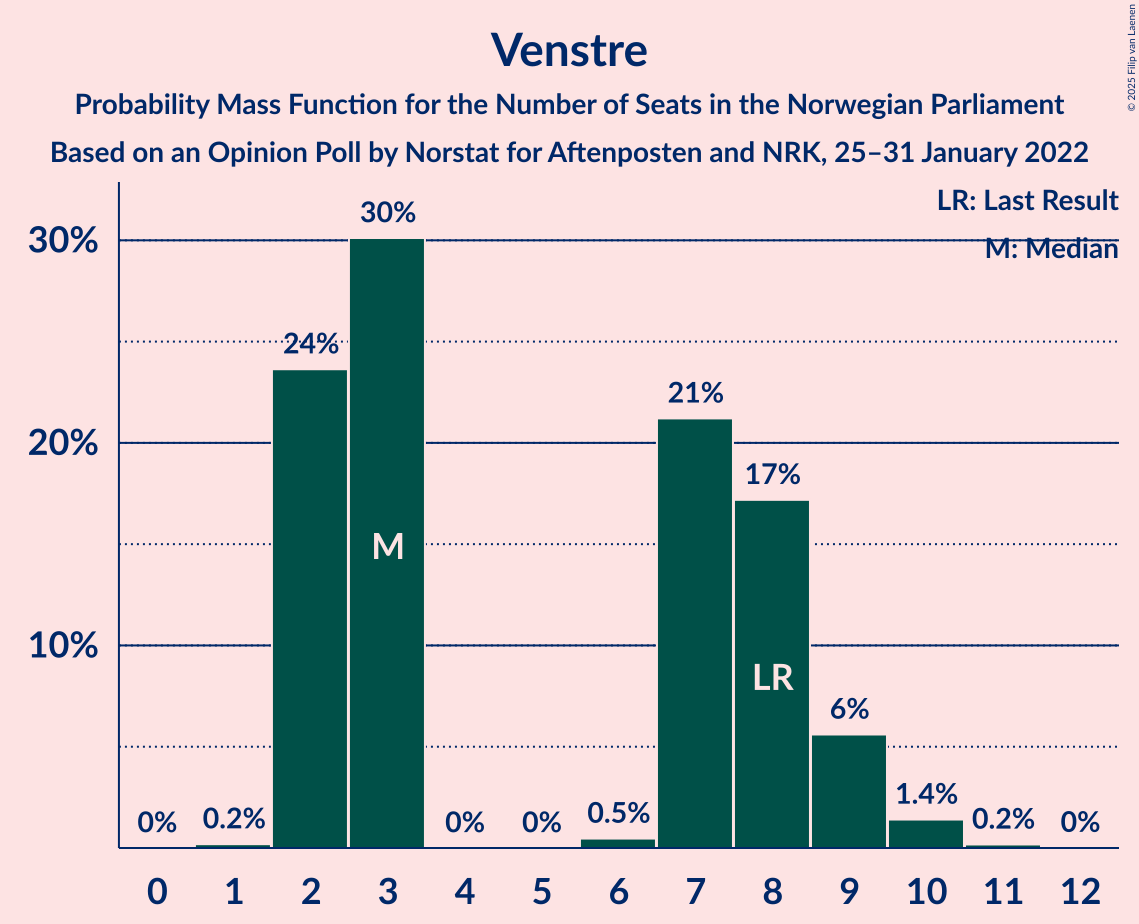 Venstre
Probability Mass Function for the Number of Seats in the Norwegian Parliament
Based on an Opinion Poll by Norstat for Aftenposten and NRK, 25–31 January 2022
© 2025 Filip van Laenen
LR: Last Result
M: Median
30%
20%
10%
0%
0.2%
24%
30%
0%
0%
0.5%
21%
17%
6%
1.4%
0.2%
0%
M
LR
0 1 2 3 4 5 6 7 8 9 10 11 12